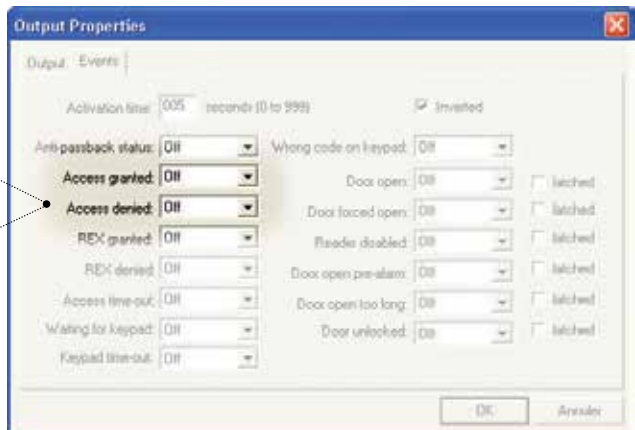 Output Properties
Output Events
Activation time: 005 seconds (0 to 999) Inverted
Anti-passback status: Off Wrong code on keypad: Off
Access granted: Off Door open: Off latched
Access denied: Off Door forced open: Off latched
REX granted: Off Reader disabled: Off latched
REX denied: Off Door open pre-alarm: Off latched
Access time-out: Off Door open too long: Off latched
Waiting for keypad: Off Door unlocked: Off latched
Keypad time-out: Off
OK Annuler